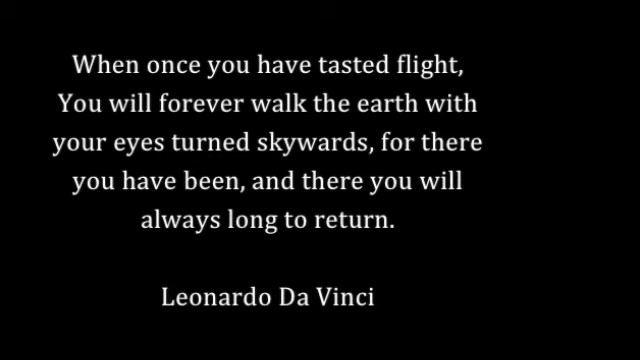 When once you have tasted flight,
You will forever walk the earth with
your eyes turned skywards, for there
you have been, and there you will
always long to return.
Leonardo Da Vinci